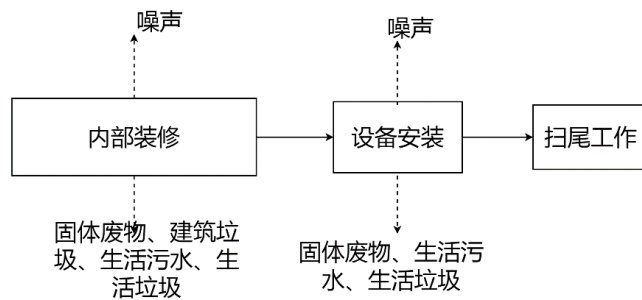 噪声
噪声
内部装修
设备安装
扫尾工作
固体废物、建筑垃
圾、生活污水、生
活垃圾
固体废物、生活污
水、生活垃圾